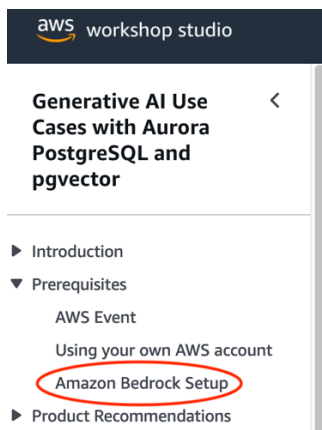 aws workshop studio
Generative AI Use
Cases with Aurora
PostgreSQL and
pgvector
Introduction
Prerequisites
AWS Event
Using your own AWS account
Amazon Bedrock Setup
Product Recommendations